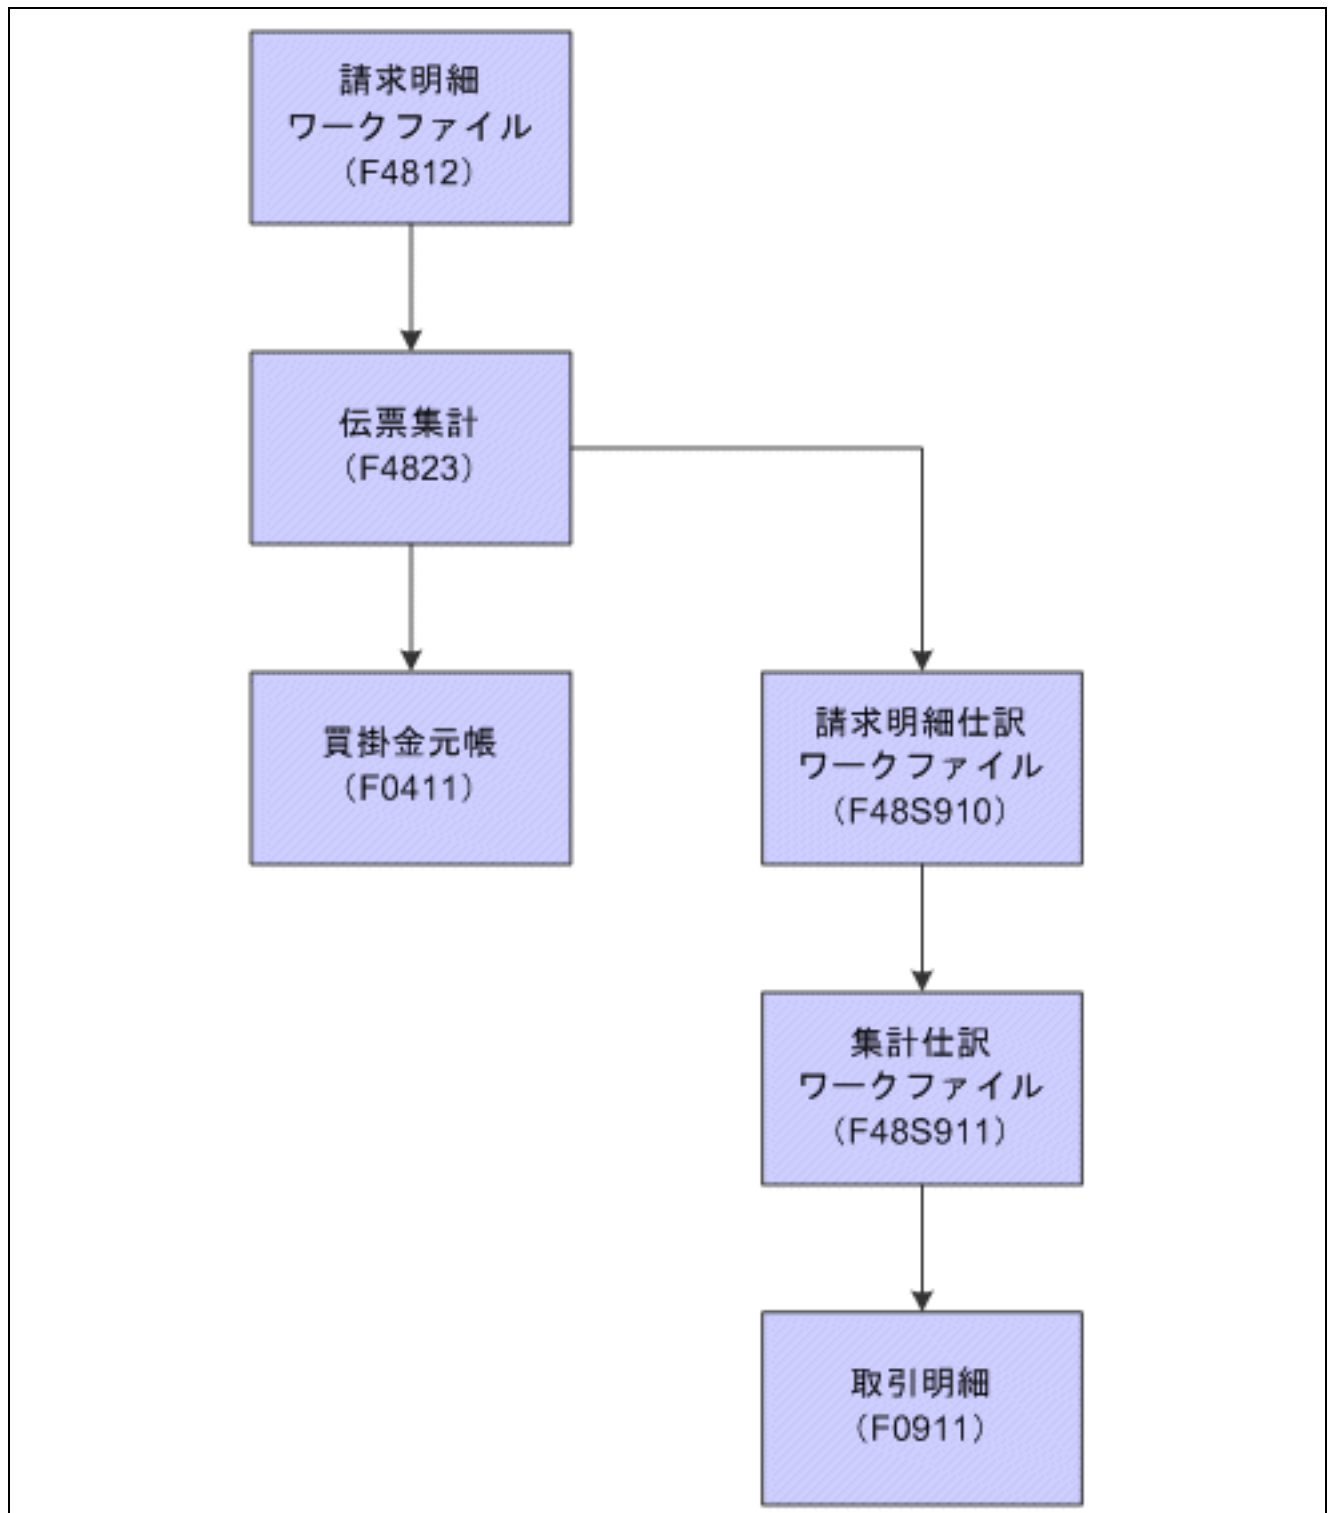 請求明細
ワークファイル
（F4812）
伝票集計
（F4823）
買掛金元帳
（F0411）
請求明細仕訳
ワークファイル
（F48S910）
集計仕訳
ワークファイル
（F48S911）
取引明細
（F0911）